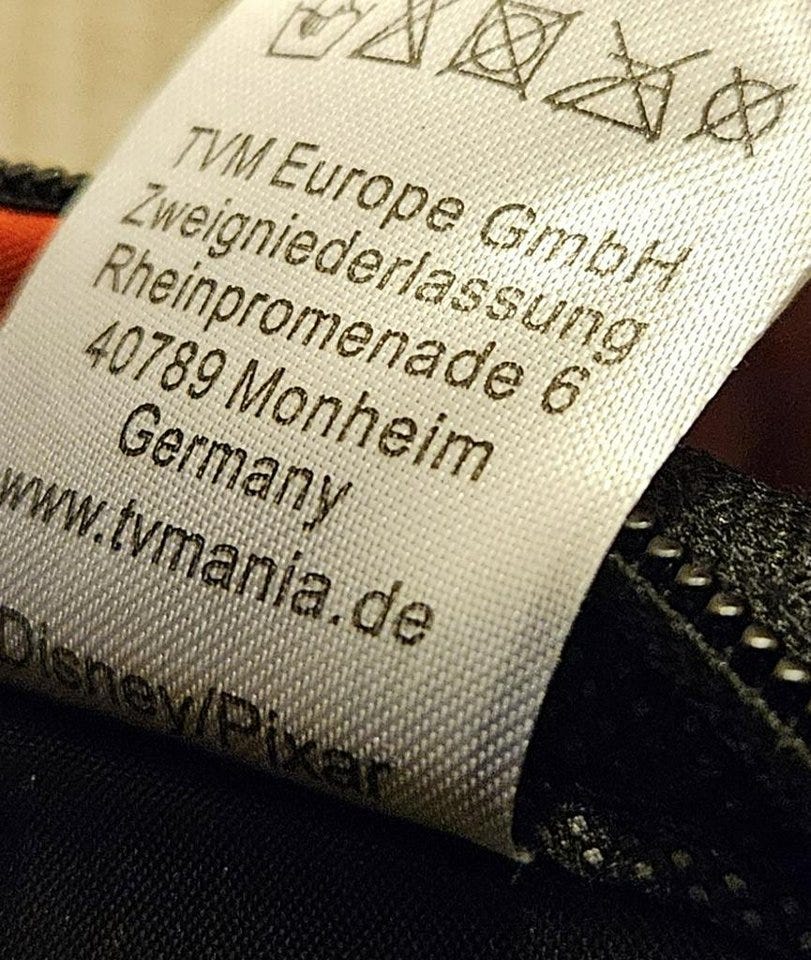 TVM Europe GmbH
Zweigniederlassung
Rheinpromenade 6
40789 Monheim
Germany
www.tvmania.de
Disney/Pixar